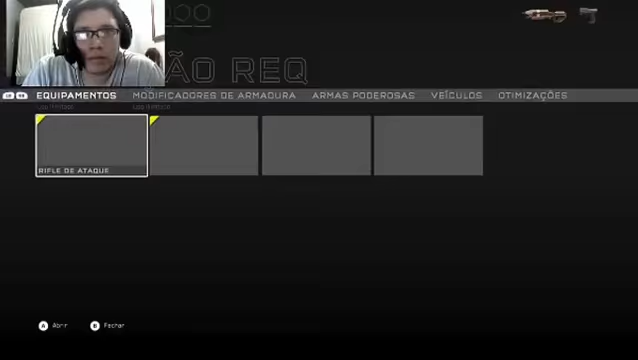 ÃO REQ
EQUIPAMENTOS MODIFICADORES DE ARMADURA ARMAS PODEROSAS VEÍCULOS OTIMIZAÇÕES
RIFLE DE ATAQUE
A Abrir B Fechar